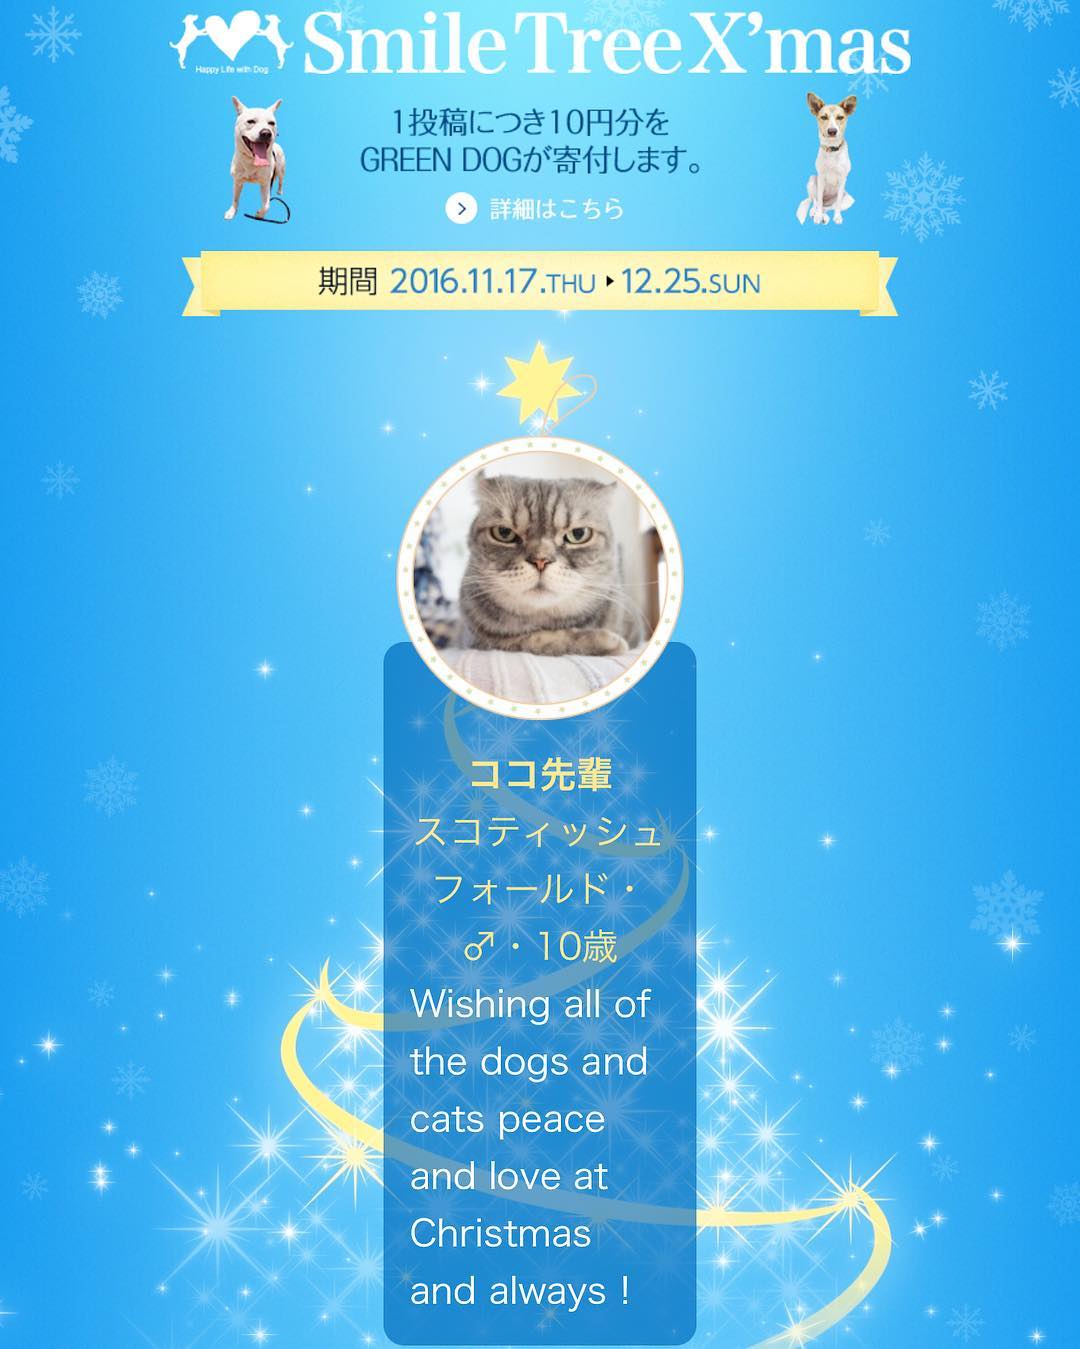 Happy Life with Dog
Smile Tree X'mas
1投稿につき10円分を
GREEN DOGが寄付します。
詳細はこちら
期間 2016.11.17.THU ▶ 12.25.SUN
ココ先輩
スコティッシュ
フォールド・
♂・10歳
Wishing all of
the dogs and
cats peace
and love at
Christmas
and always！